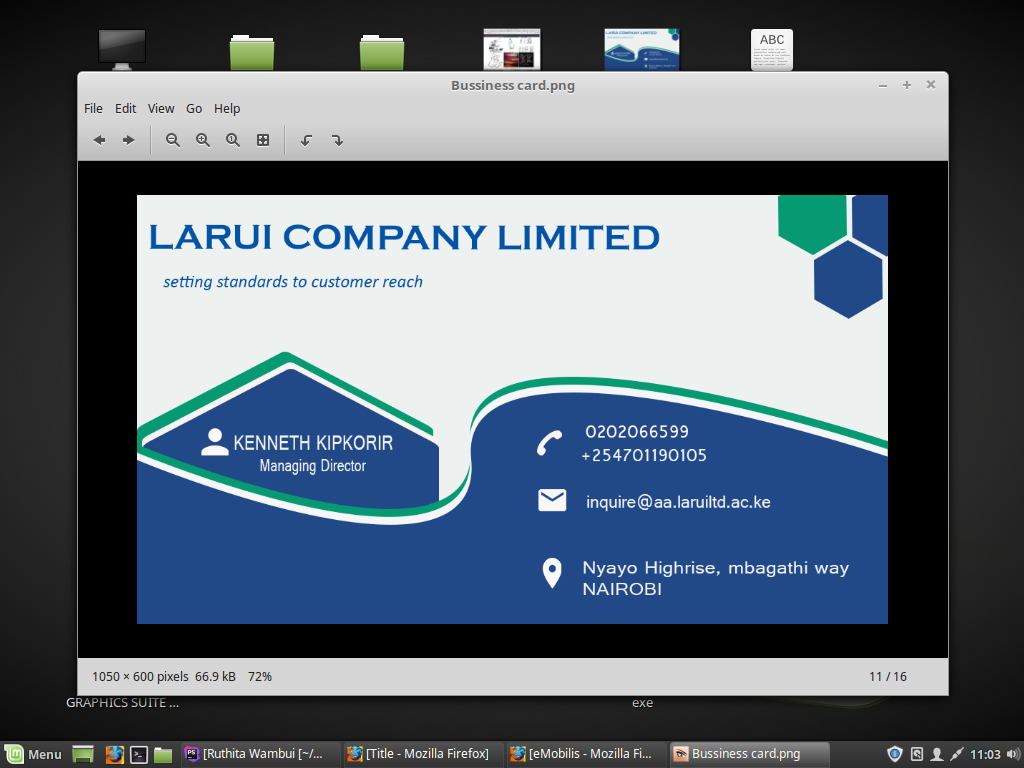 ABC
Bussiness card.png
File Edit View Go Help
LARUI COMPANY LIMITED
setting standards to customer reach
KENNETH KIPKORIR
Managing Director
0202066599
+254701190105
inquire@aa.laruiltd.ac.ke
Nyayo Highrise, mbagathi way
NAIROBI
1050 × 600 pixels 66.9 kB 72%
11 / 16
GRAPHICS SUITE ...
exe
Menu
[Ruthita Wambui [~/...
[Title - Mozilla Firefox]
[eMobilis - Mozilla Fi...
Bussiness card.png
11:03